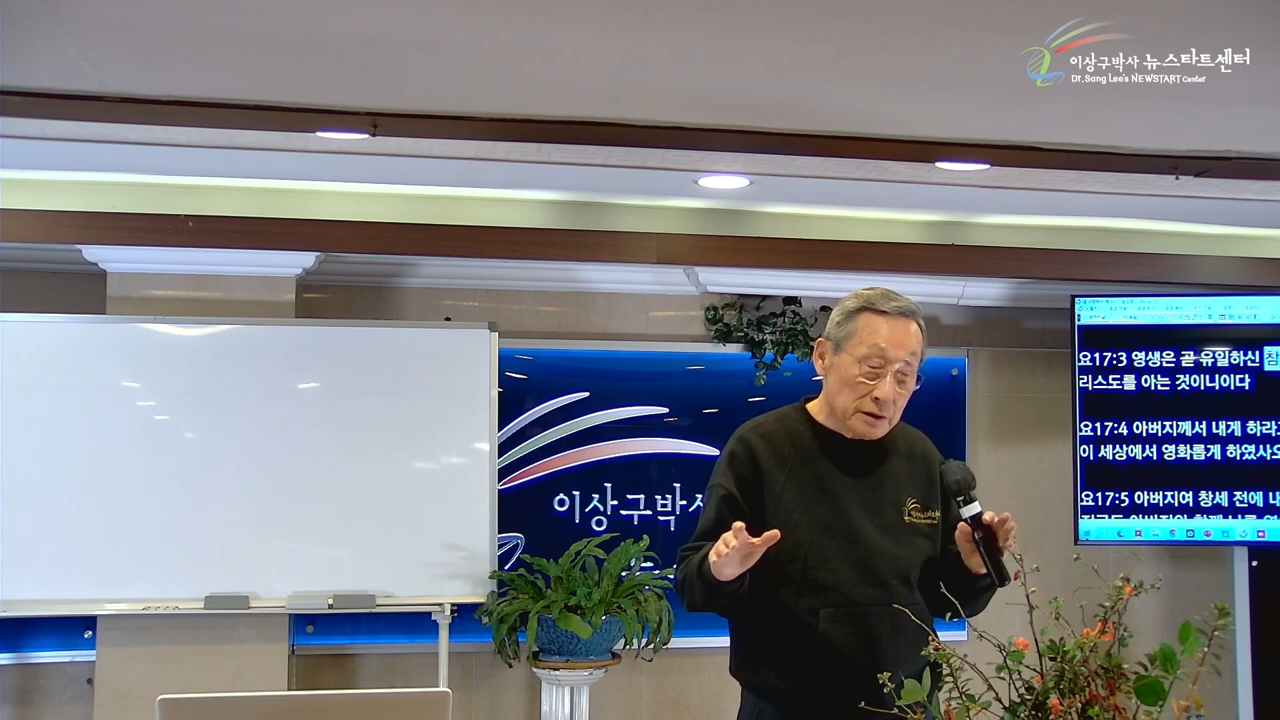 이상구박사 뉴스타트센터
Dr. Sang Lee's NEWSTART Center
요17:3 영생은 곧 유일하신 참
리스도를 아는 것이니이다
요17:4 아버지께서 내게 하라고
이 세상에서 영화롭게 하였사오
요17:5 아버지여 창세 전에 내
이상구박사